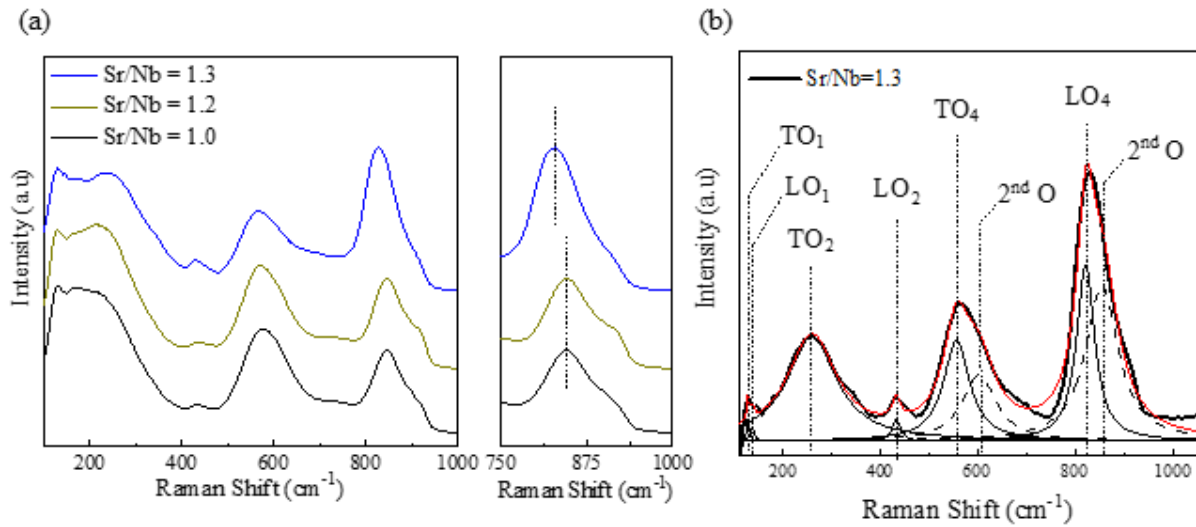 (a)
Sr/Nb = 1.3
Sr/Nb = 1.2
Sr/Nb = 1.0
Intensity (a.u)
200 400 600 800 1000
Raman Shift (cm⁻¹)
750 875 1000
Raman Shift (cm⁻¹)
(b)
Sr/Nb=1.3
TO₁
LO₁
TO₂
LO₂
TO₄
2ⁿᵈ O
LO₄
2ⁿᵈ O
Intensity (a.u)
200 400 600 800 1000
Raman Shift (cm⁻¹)